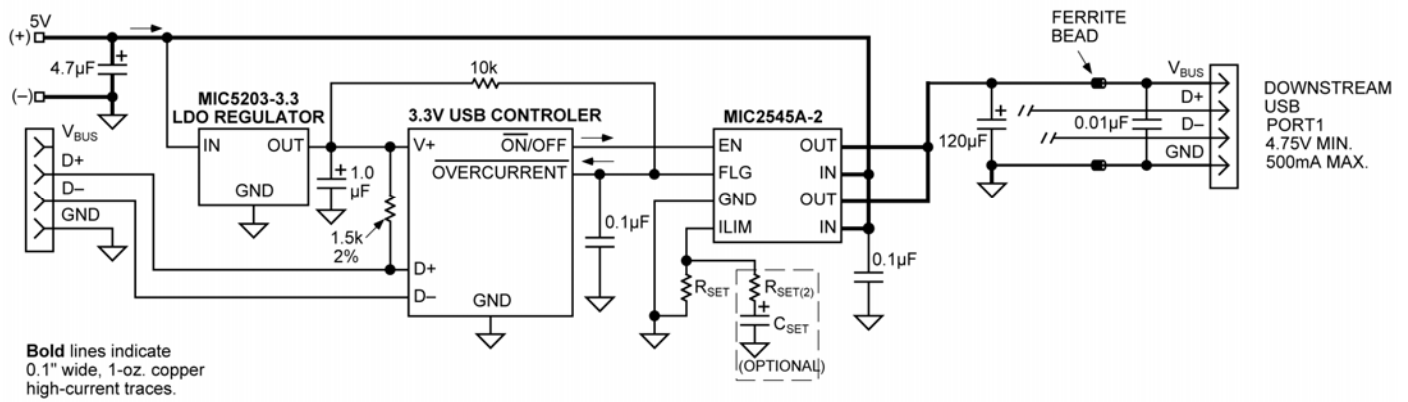 5V
(+)
4.7µF
+
(–)
VBUS
D+
D–
GND
MIC5203-3.3
LDO REGULATOR
IN
OUT
GND
+
1.0
µF
10k
1.5k
2%
3.3V USB CONTROLER
V+
ON/OFF
OVERCURRENT
D+
D–
GND
0.1µF
MIC2545A-2
EN
OUT
FLG
IN
GND
OUT
ILIM
IN
RSET
RSET(2)
+
CSET
(OPTIONAL)
0.1µF
+
120µF
0.01µF
FERRITE
BEAD
VBUS
D+
D–
GND
DOWNSTREAM
USB
PORT1
4.75V MIN.
500mA MAX.
Bold lines indicate
0.1" wide, 1-oz. copper
high-current traces.